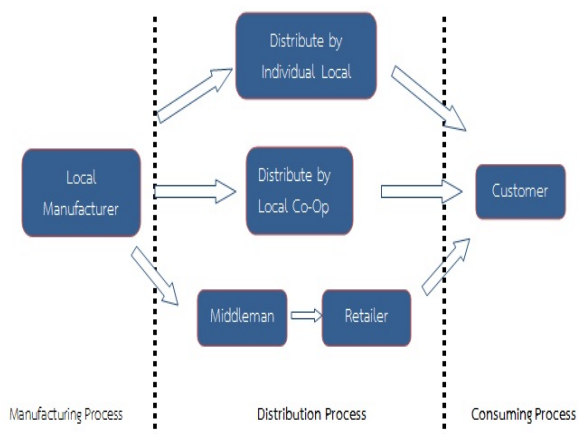 Distribute by
Individual Local
Local
Manufacturer
Distribute by
Local Co-Op
Customer
Middleman
Retailer
Manufacturing Process
Distribution Process
Consuming Process